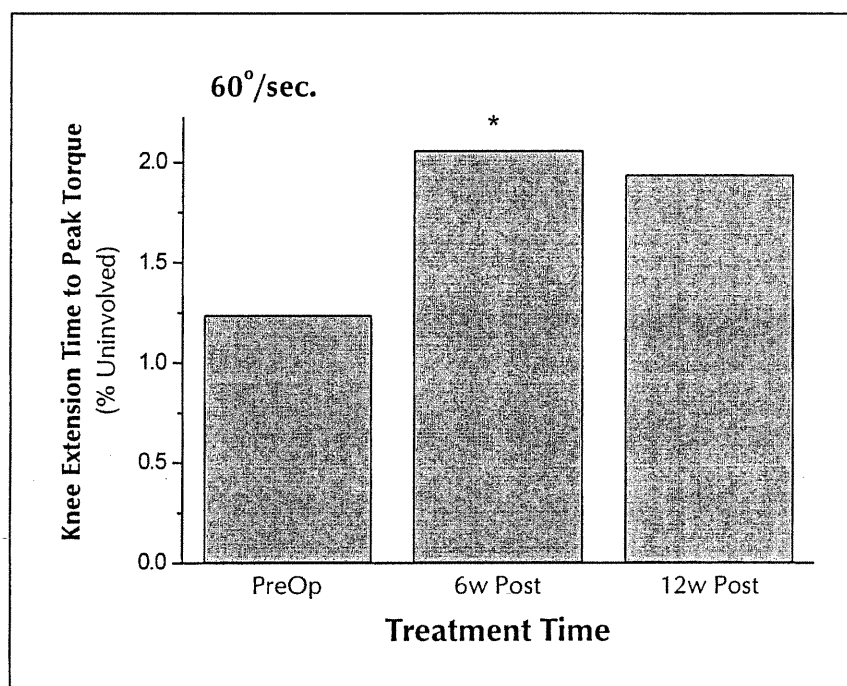 60°/sec.
Knee Extension Time to Peak Torque
(% Uninvolved)
2.0
1.5
1.0
0.5
0.0
*
PreOp
6w Post
12w Post
Treatment Time